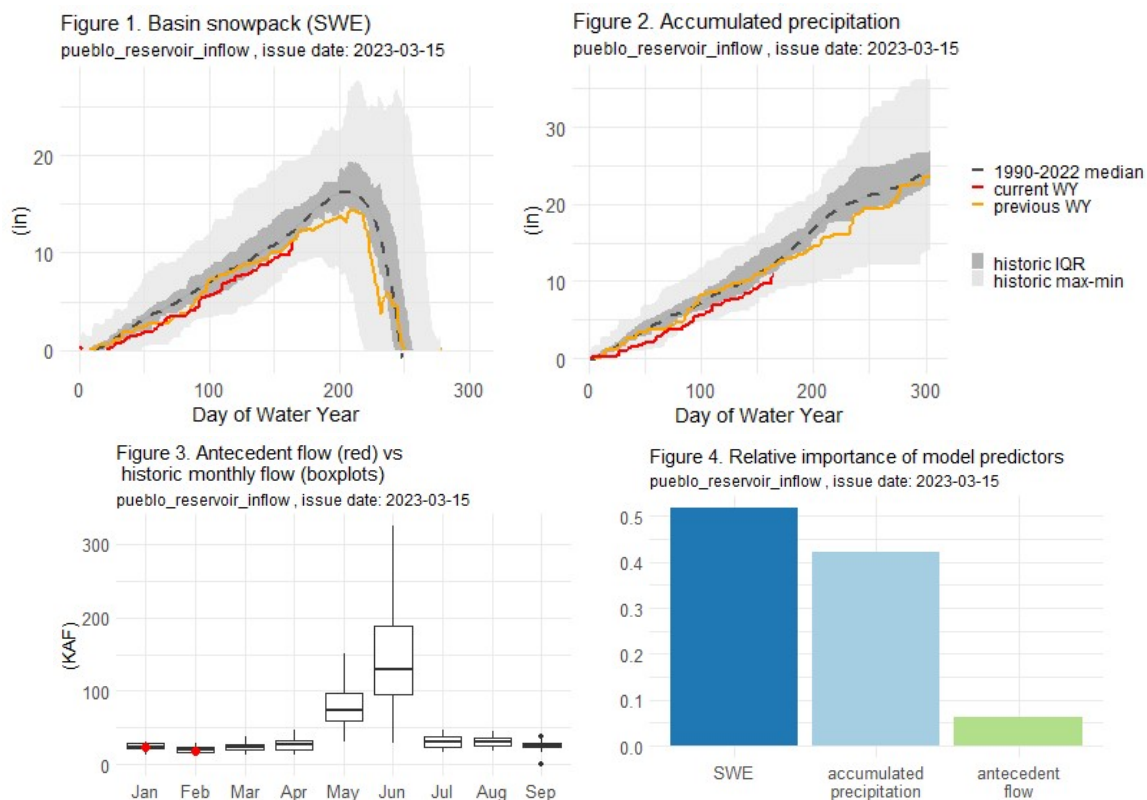 Figure 1. Basin snowpack (SWE)
pueblo_reservoir_inflow , issue date: 2023-03-15
20
10
0
(in)
0 100 200 300
Day of Water Year
Figure 2. Accumulated precipitation
pueblo_reservoir_inflow , issue date: 2023-03-15
30
20
10
0
(in)
0 100 200 300
Day of Water Year
1990-2022 median
current WY
previous WY
historic IQR
historic max-min
Figure 3. Antecedent flow (red) vs
historic monthly flow (boxplots)
pueblo_reservoir_inflow , issue date: 2023-03-15
300
200
100
0
(KAF)
Jan Feb Mar Apr May Jun Jul Aug Sep
Figure 4. Relative importance of model predictors
pueblo_reservoir_inflow , issue date: 2023-03-15
0.5
0.4
0.3
0.2
0.1
0.0
SWE accumulated antecedent
precipitation flow